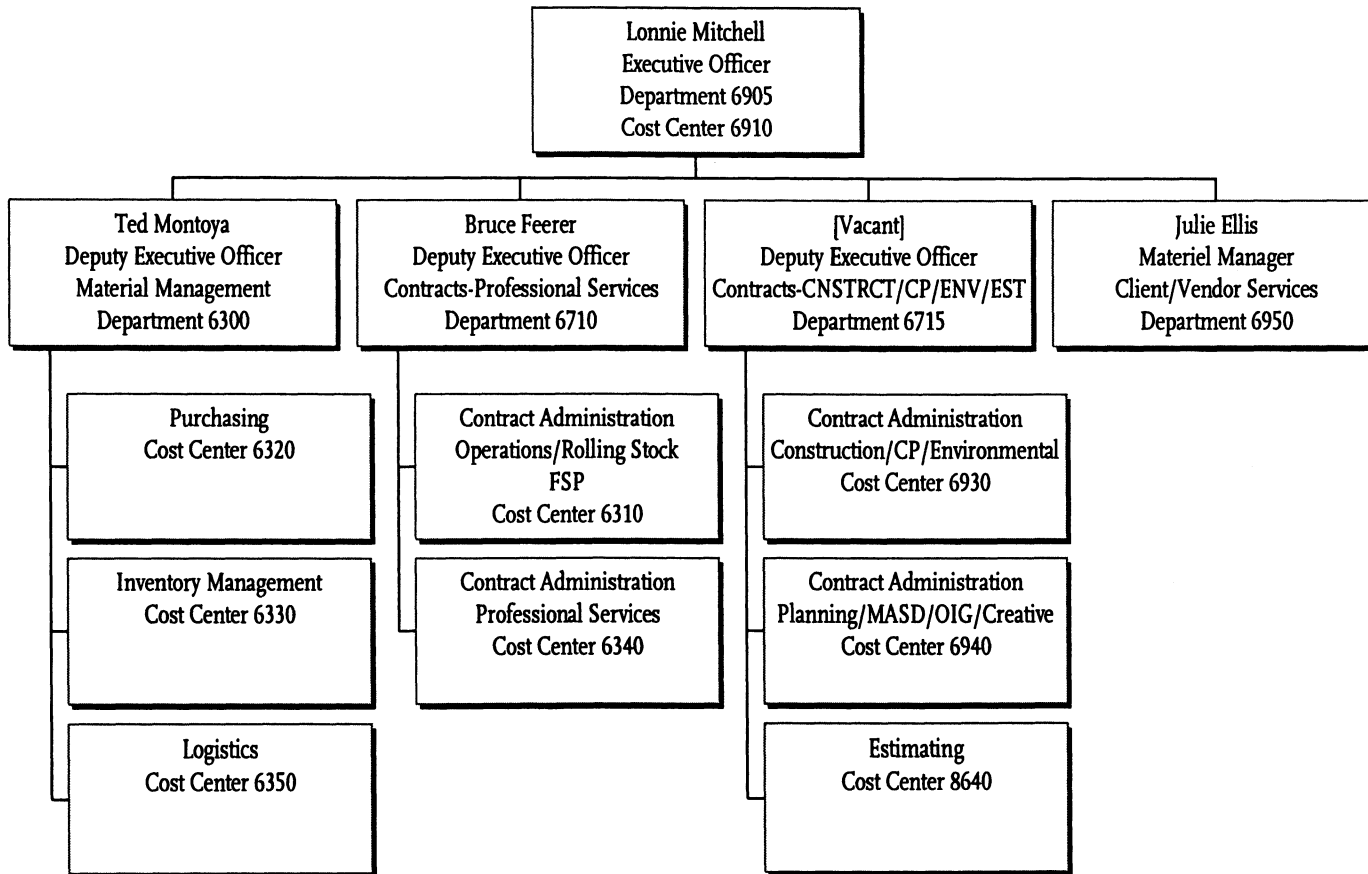 Lonnie Mitchell
Executive Officer
Department 6905
Cost Center 6910
Ted Montoya
Deputy Executive Officer
Material Management
Department 6300
Bruce Feerer
Deputy Executive Officer
Contracts-Professional Services
Department 6710
[Vacant]
Deputy Executive Officer
Contracts-CNSTRCT/CP/ENV/EST
Department 6715
Julie Ellis
Materiel Manager
Client/Vendor Services
Department 6950
Purchasing
Cost Center 6320
Inventory Management
Cost Center 6330
Logistics
Cost Center 6350
Contract Administration
Operations/Rolling Stock
FSP
Cost Center 6310
Contract Administration
Professional Services
Cost Center 6340
Contract Administration
Construction/CP/Environmental
Cost Center 6930
Contract Administration
Planning/MASD/OIG/Creative
Cost Center 6940
Estimating
Cost Center 8640